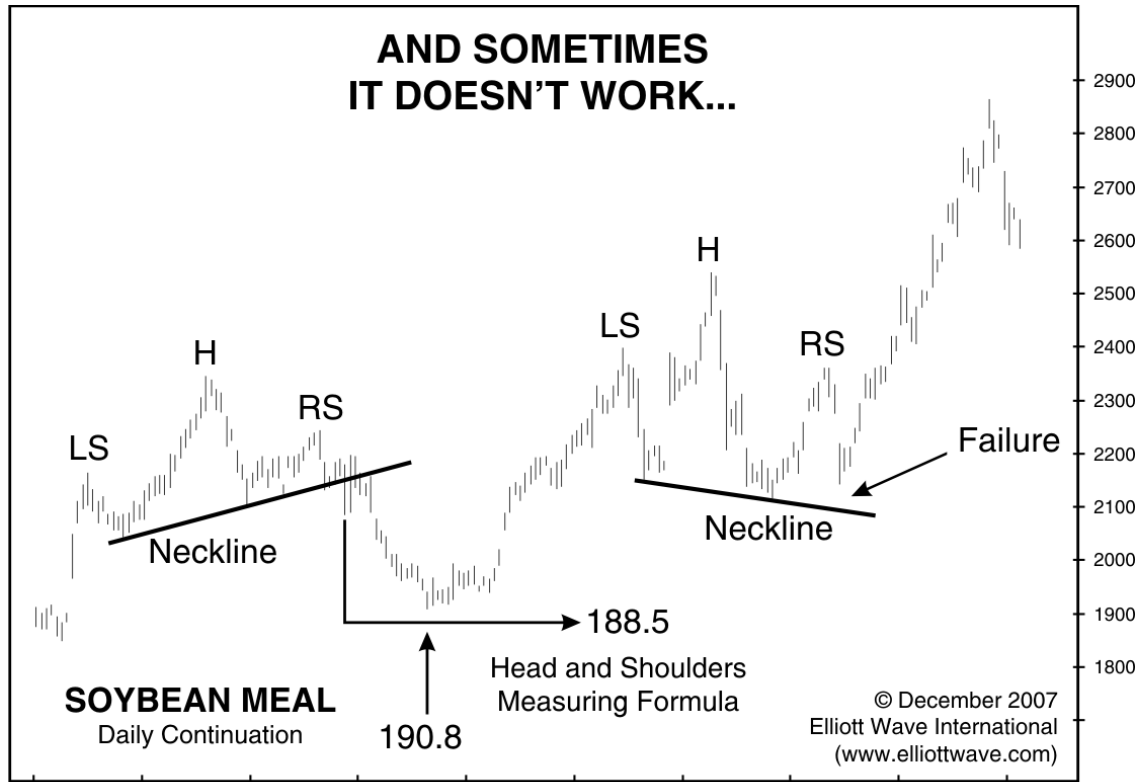 AND SOMETIMES
IT DOESN'T WORK...
2900
2800
2700
2600
2500
2400
2300
2200
2100
2000
1900
1800
LS
H
RS
Neckline
LS
H
RS
Failure
Neckline
188.5
Head and Shoulders
Measuring Formula
190.8
SOYBEAN MEAL
Daily Continuation
© December 2007
Elliott Wave International
(www.elliottwave.com)